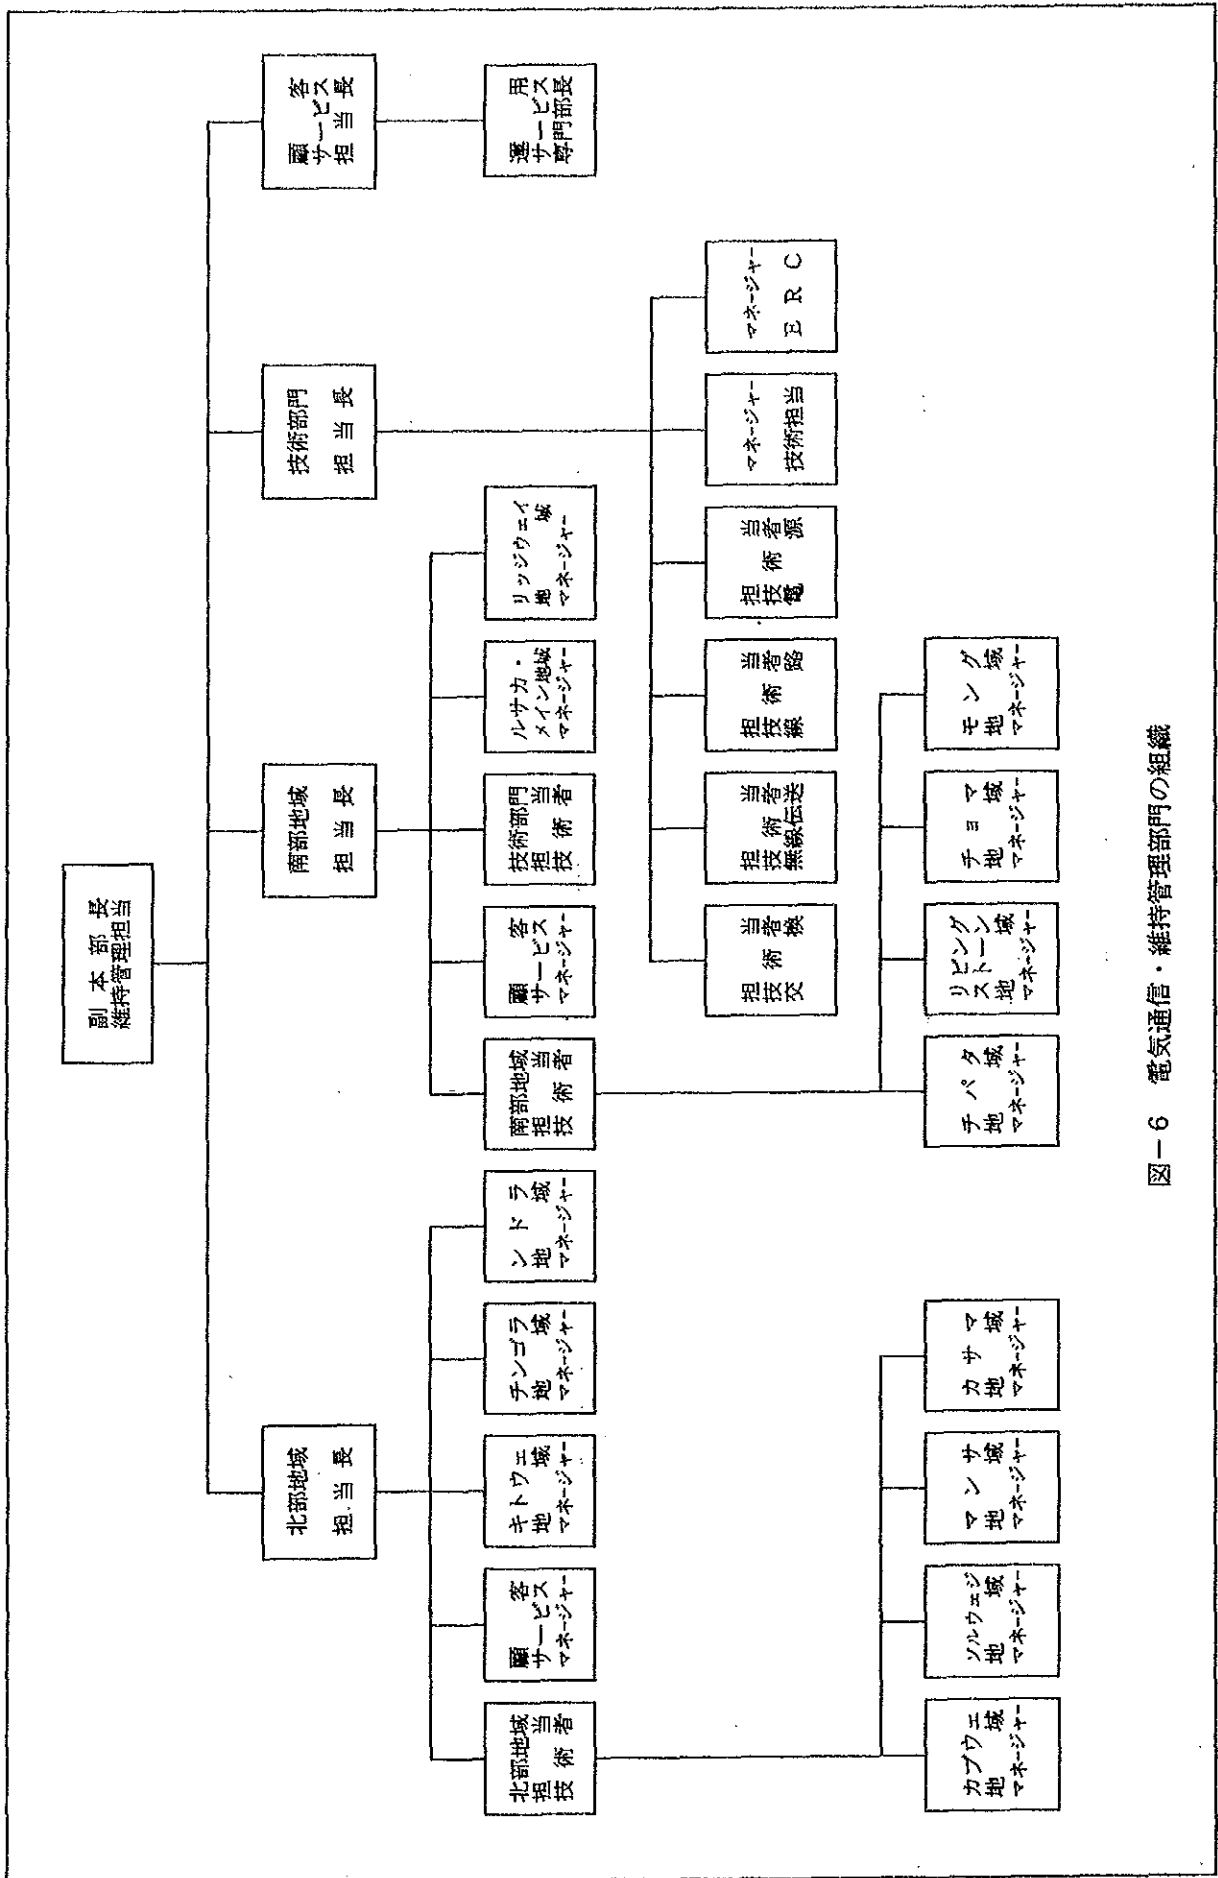 副本部長
維持管理担当
北部地域
担当長
南部地域
担当長
技術部門
担当長
顧客
サービス
担当長
北部地域
担当者
技術
顧客
サービス
マネージャー
キトウェ
地域
マネージャー
チンゴラ
地域
マネージャー
ンドラ
地域
マネージャー
南部地域
担当者
技術
顧客
サービス
マネージャー
技術部門
担当者
技術
ルサカ・
メイン地域
マネージャー
リッジウェイ
地域
マネージャー
運用
サービス
専門部長
担当
技術者
交換
担当
技術者
無線伝送
担当
技術者
線路
担当
技術者
電源
マネージャー
技術担当
マネージャー
ERC
カブウェ
地域
マネージャー
ソルウェジ
地域
マネージャー
マンサ
地域
マネージャー
カサマ
地域
マネージャー
チパタ
地域
マネージャー
リビング
ストーン
地域
マネージャー
チョマ
地域
マネージャー
モング
地域
マネージャー
図-6 電気通信・維持管理部門の組織